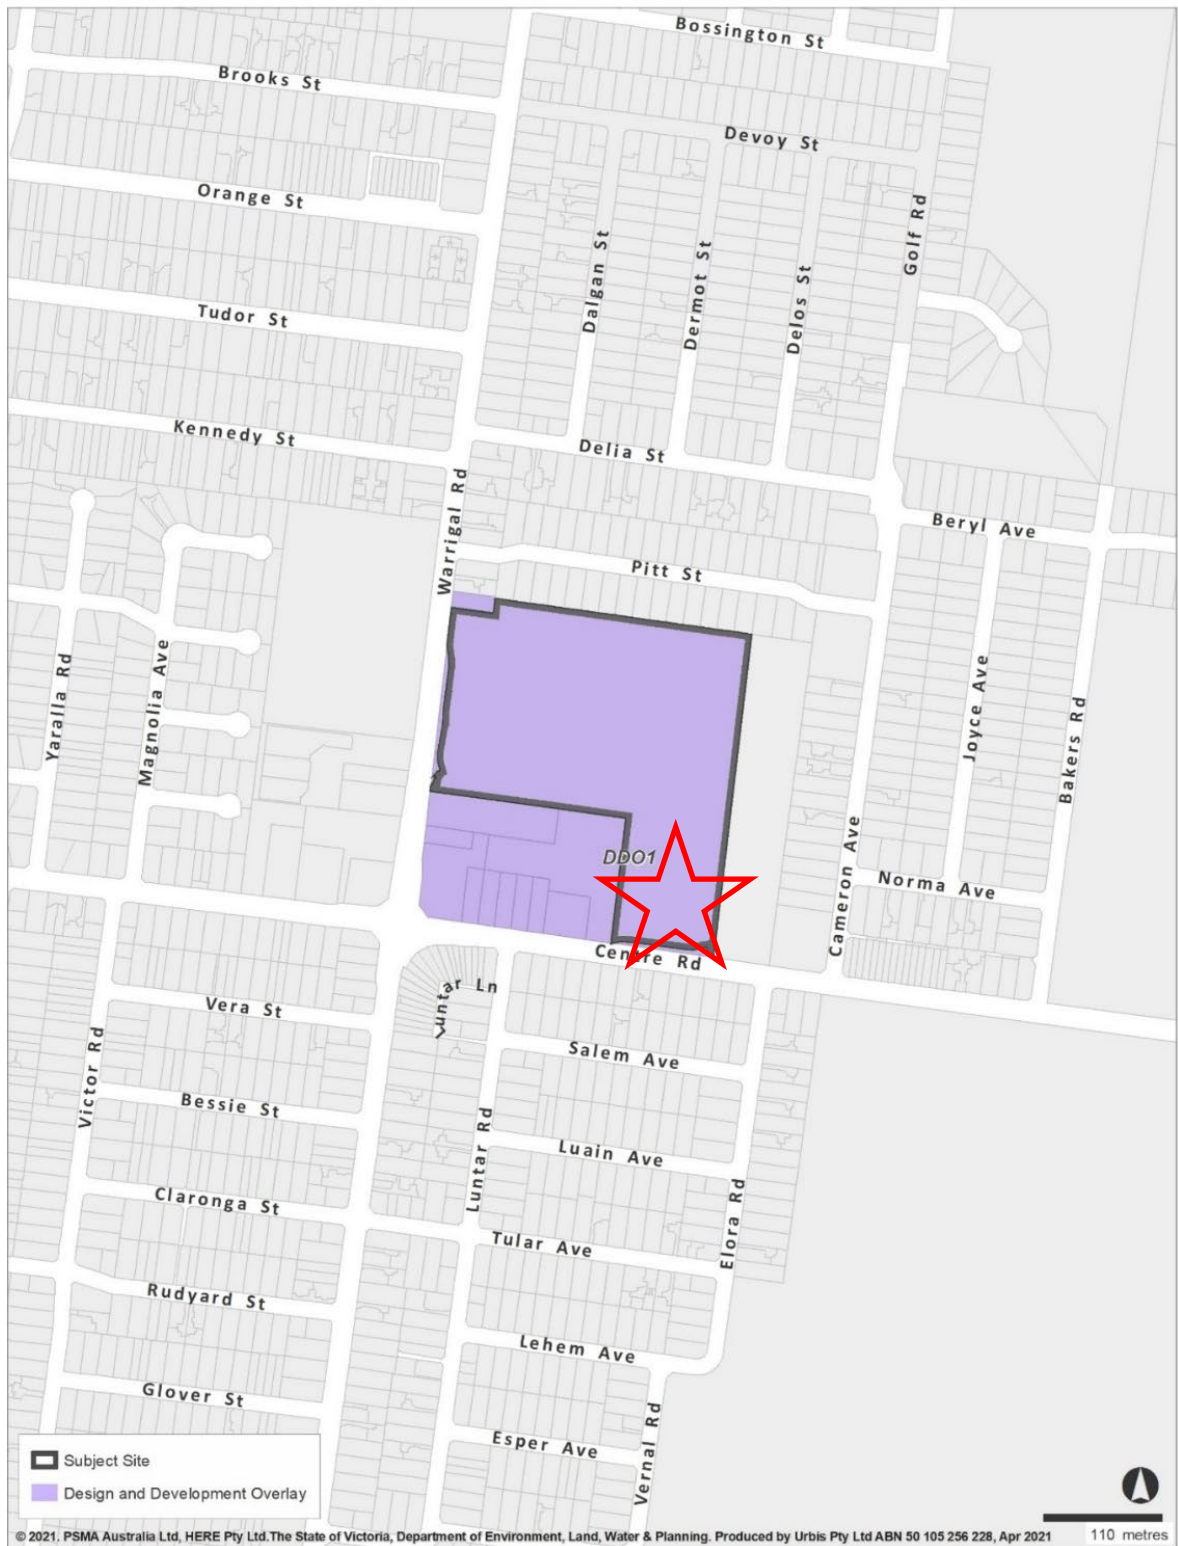 Bossington St
Brooks St
Devoy St
Orange St
Golf Rd
Dalgan St
Dermot St
Delos St
Tudor St
Kennedy St
Delia St
Warrigal Rd
Beryl Ave
Pitt St
Yaralla Rd
Magnolia Ave
Joyce Ave
Bakers Rd
DDO1
Cameron Ave
Norma Ave
Centre Rd
Luntar Ln
Vera St
Salem Ave
Victor Rd
Bessie St
Luntar Rd
Luain Ave
Claronga St
Elora Rd
Tular Ave
Rudyard St
Lehem Ave
Glover St
Vernal Rd
Esper Ave
Subject Site
Design and Development Overlay
© 2021. PSMA Australia Ltd, HERE Pty Ltd.The State of Victoria, Department of Environment, Land, Water & Planning. Produced by Urbis Pty Ltd ABN 50 105 256 228, Apr 2021
110 metres